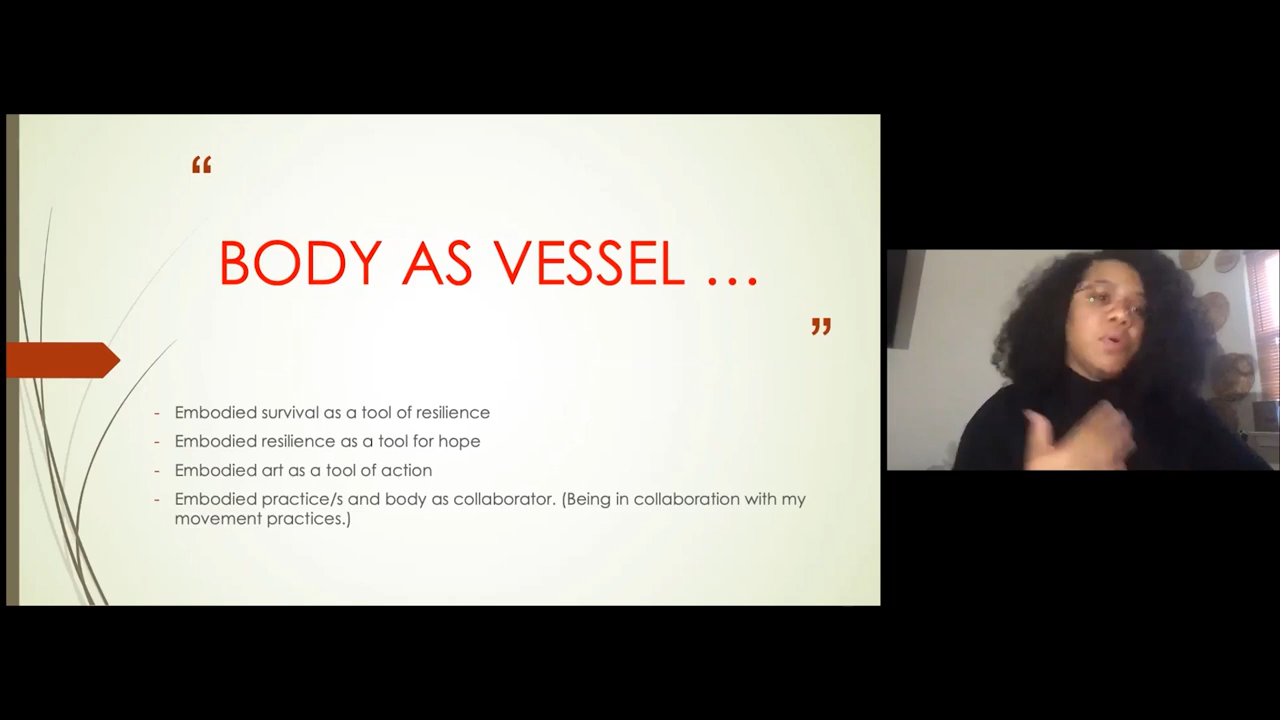 “
BODY AS VESSEL …
”
- Embodied survival as a tool of resilience
- Embodied resilience as a tool for hope
- Embodied art as a tool of action
- Embodied practice/s and body as collaborator. (Being in collaboration with my
movement practices.)